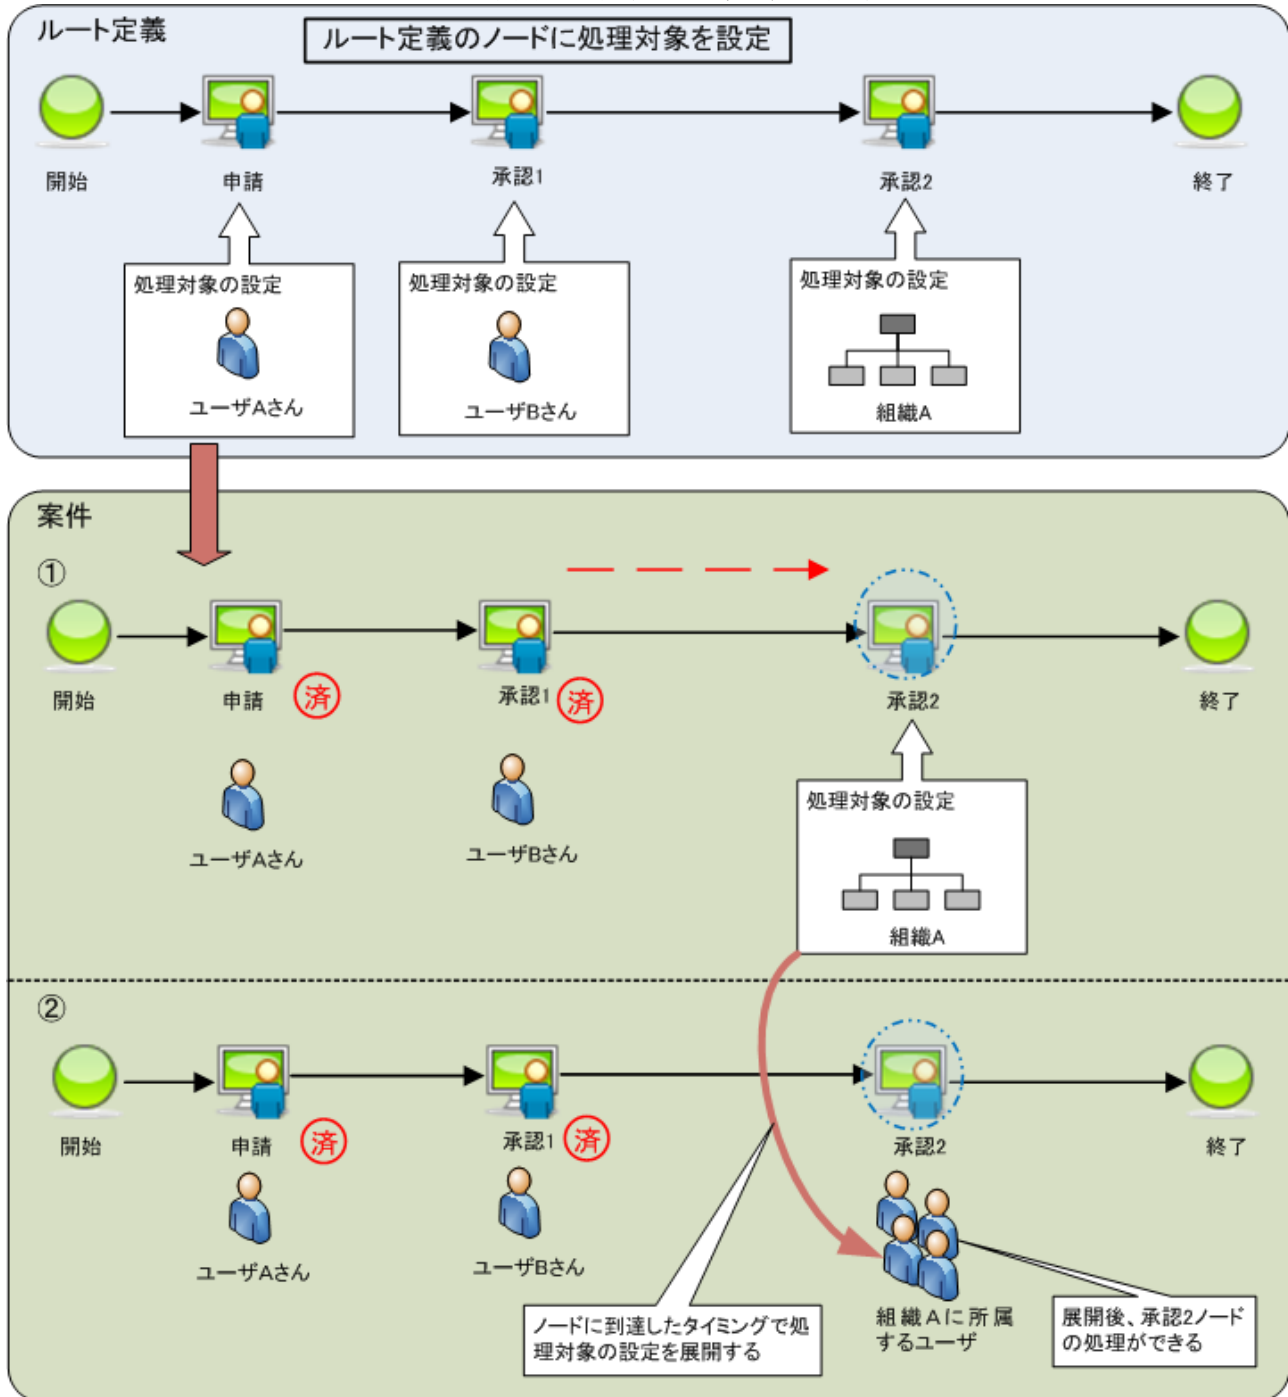 ルート定義
ルート定義のノードに処理対象を設定
開始
申請
承認1
承認2
終了
処理対象の設定
ユーザAさん
処理対象の設定
ユーザBさん
処理対象の設定
組織A
案件
①
開始
申請
済
承認1
済
承認2
終了
ユーザAさん
ユーザBさん
処理対象の設定
組織A
②
開始
申請
済
承認1
済
承認2
終了
ユーザAさん
ユーザBさん
ノードに到達したタイミングで処
理対象の設定を展開する
組織Aに所属
するユーザ
展開後、承認2ノード
の処理ができる